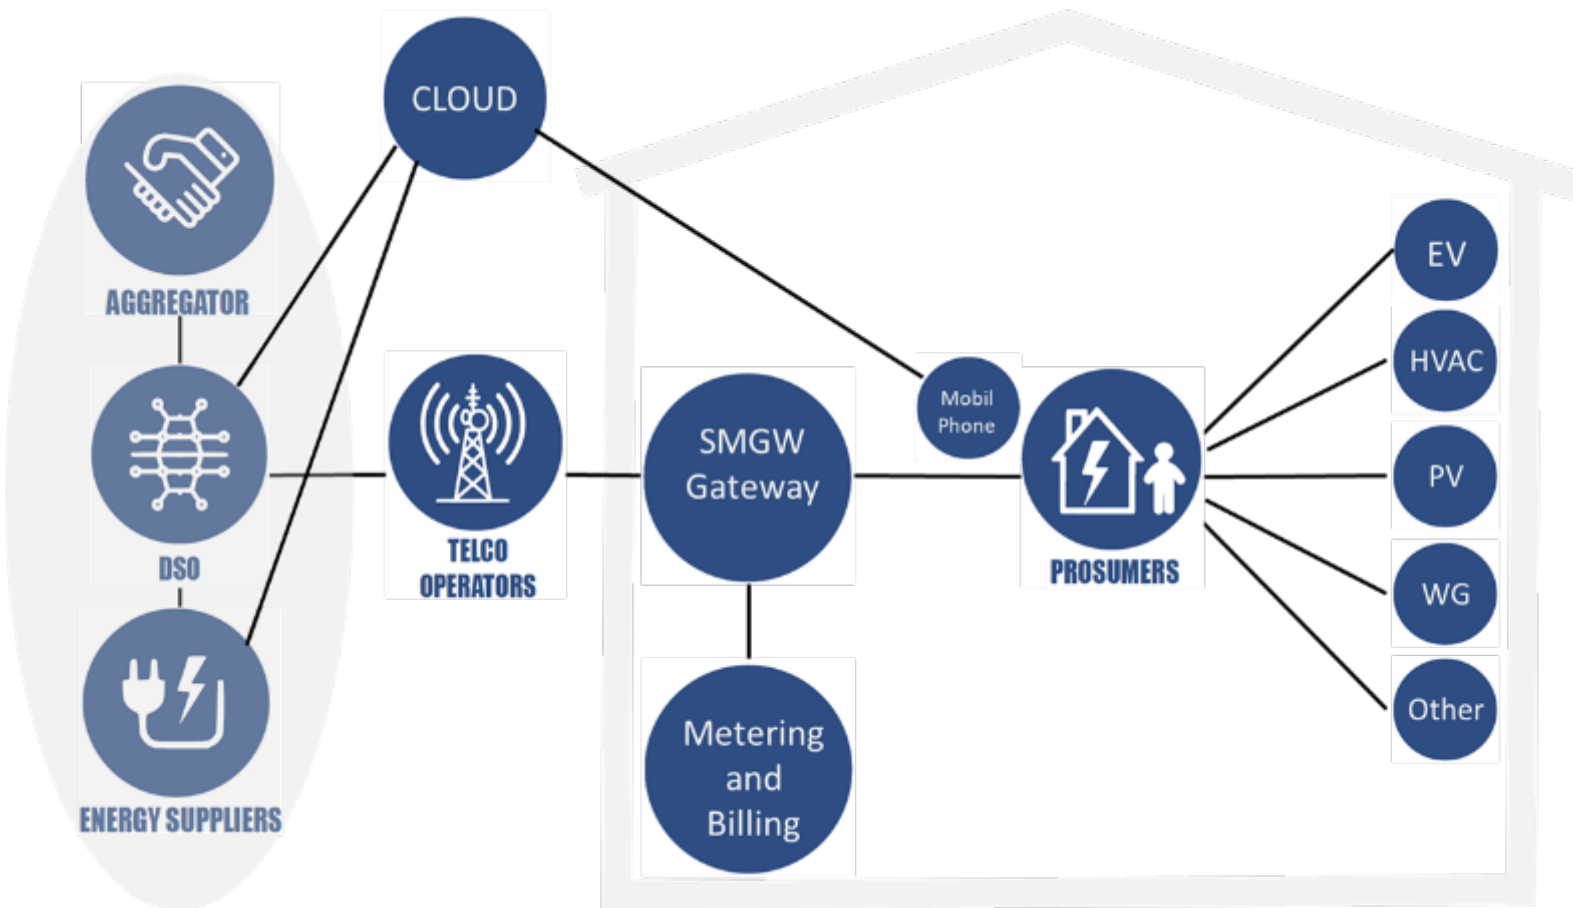 CLOUD
AGGREGATOR
DSO
ENERGY SUPPLIERS
TELCO
OPERATORS
SMGW
Gateway
Metering
and
Billing
Mobil
Phone
PROSUMERS
EV
HVAC
PV
WG
Other